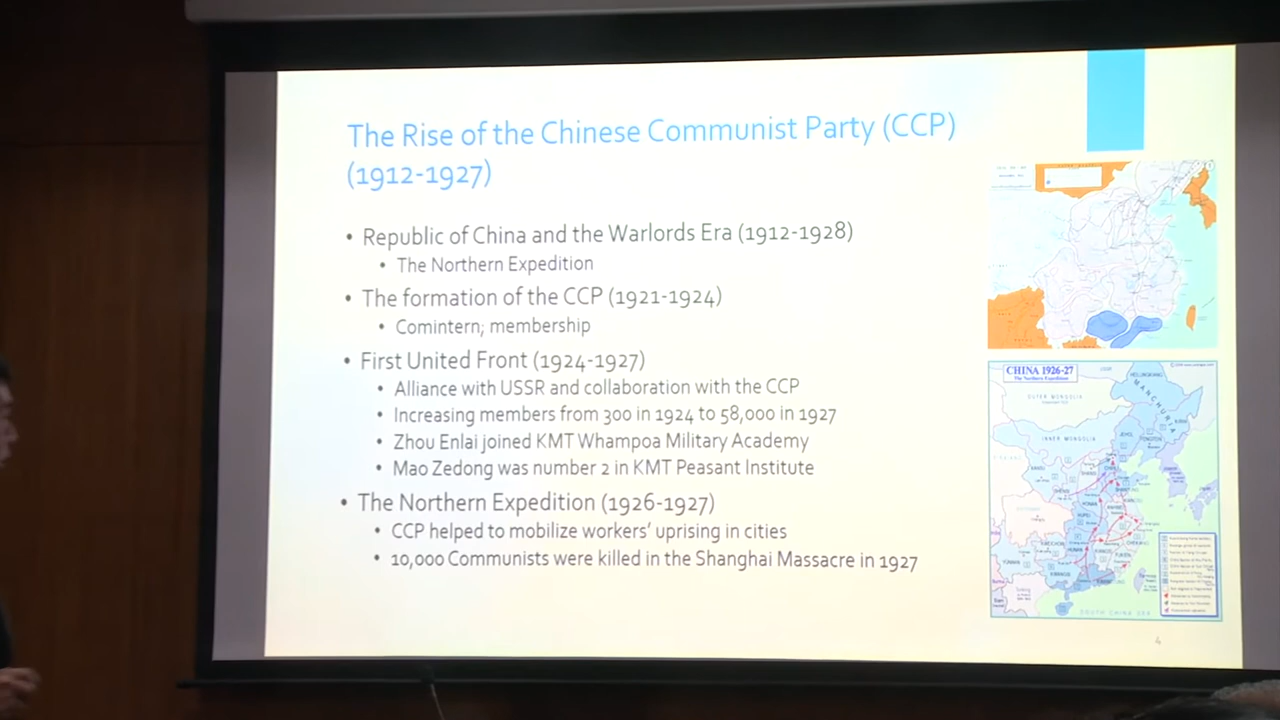 The Rise of the Chinese Communist Party (CCP)
(1912-1927)
• Republic of China and the Warlords Era (1912-1928)
• The Northern Expedition
• The formation of the CCP (1921-1924)
• Comintern; membership
• First United Front (1924-1927)
• Alliance with USSR and collaboration with the CCP
• Increasing members from 300 in 1924 to 58,000 in 1927
• Zhou Enlai joined KMT Whampoa Military Academy
• Mao Zedong was number 2 in KMT Peasant Institute
• The Northern Expedition (1926-1927)
• CCP helped to mobilize workers' uprising in cities
• 10,000 Communists were killed in the Shanghai Massacre in 1927
CHINA 1926-27
The Northern Expedition
OUTER MONGOLIA
INNER MONGOLIA
MANCHURIA
SOUTH CHINA SEA
4